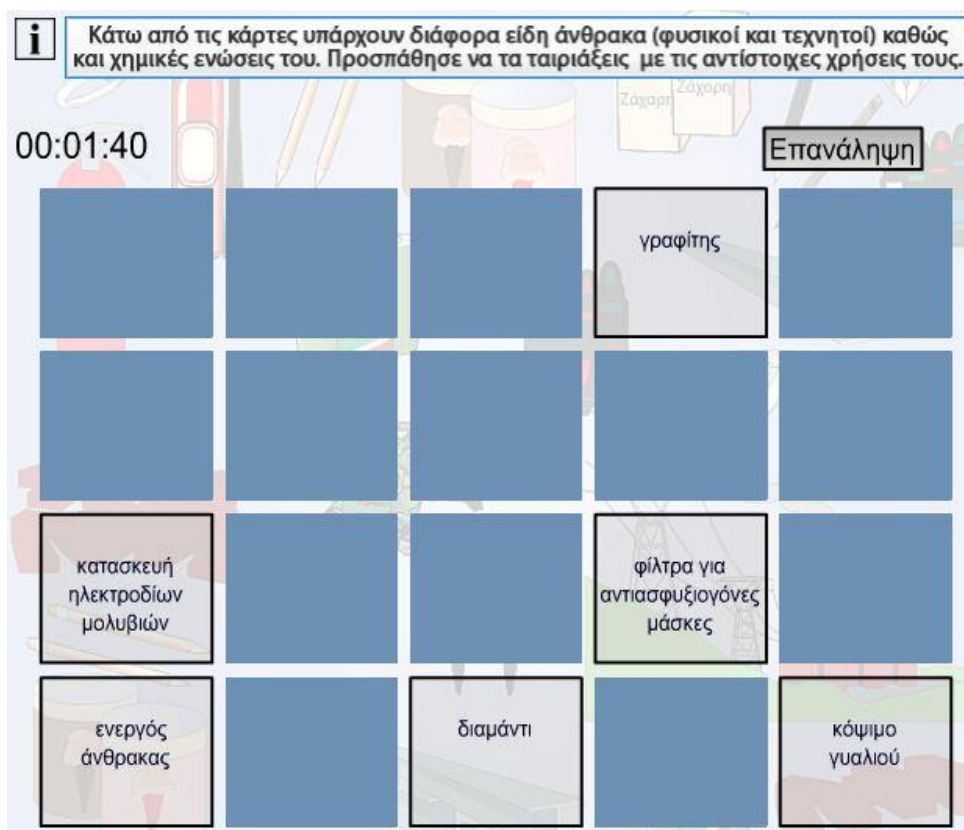 i
Κάτω από τις κάρτες υπάρχουν διάφορα είδη άνθρακα (φυσικοί και τεχνητοί) καθώς
και χημικές ενώσεις του. Προσπάθησε να τα ταιριάξεις με τις αντίστοιχες χρήσεις τους.
Ζάχαρη
Ζάχαρη
00:01:40
Επανάληψη
γραφίτης
κατασκευή
ηλεκτροδίων
μολυβιών
φίλτρα για
αντιασφυξιογόνες
μάσκες
ενεργός
άνθρακας
διαμάντι
κόψιμο
γυαλιού